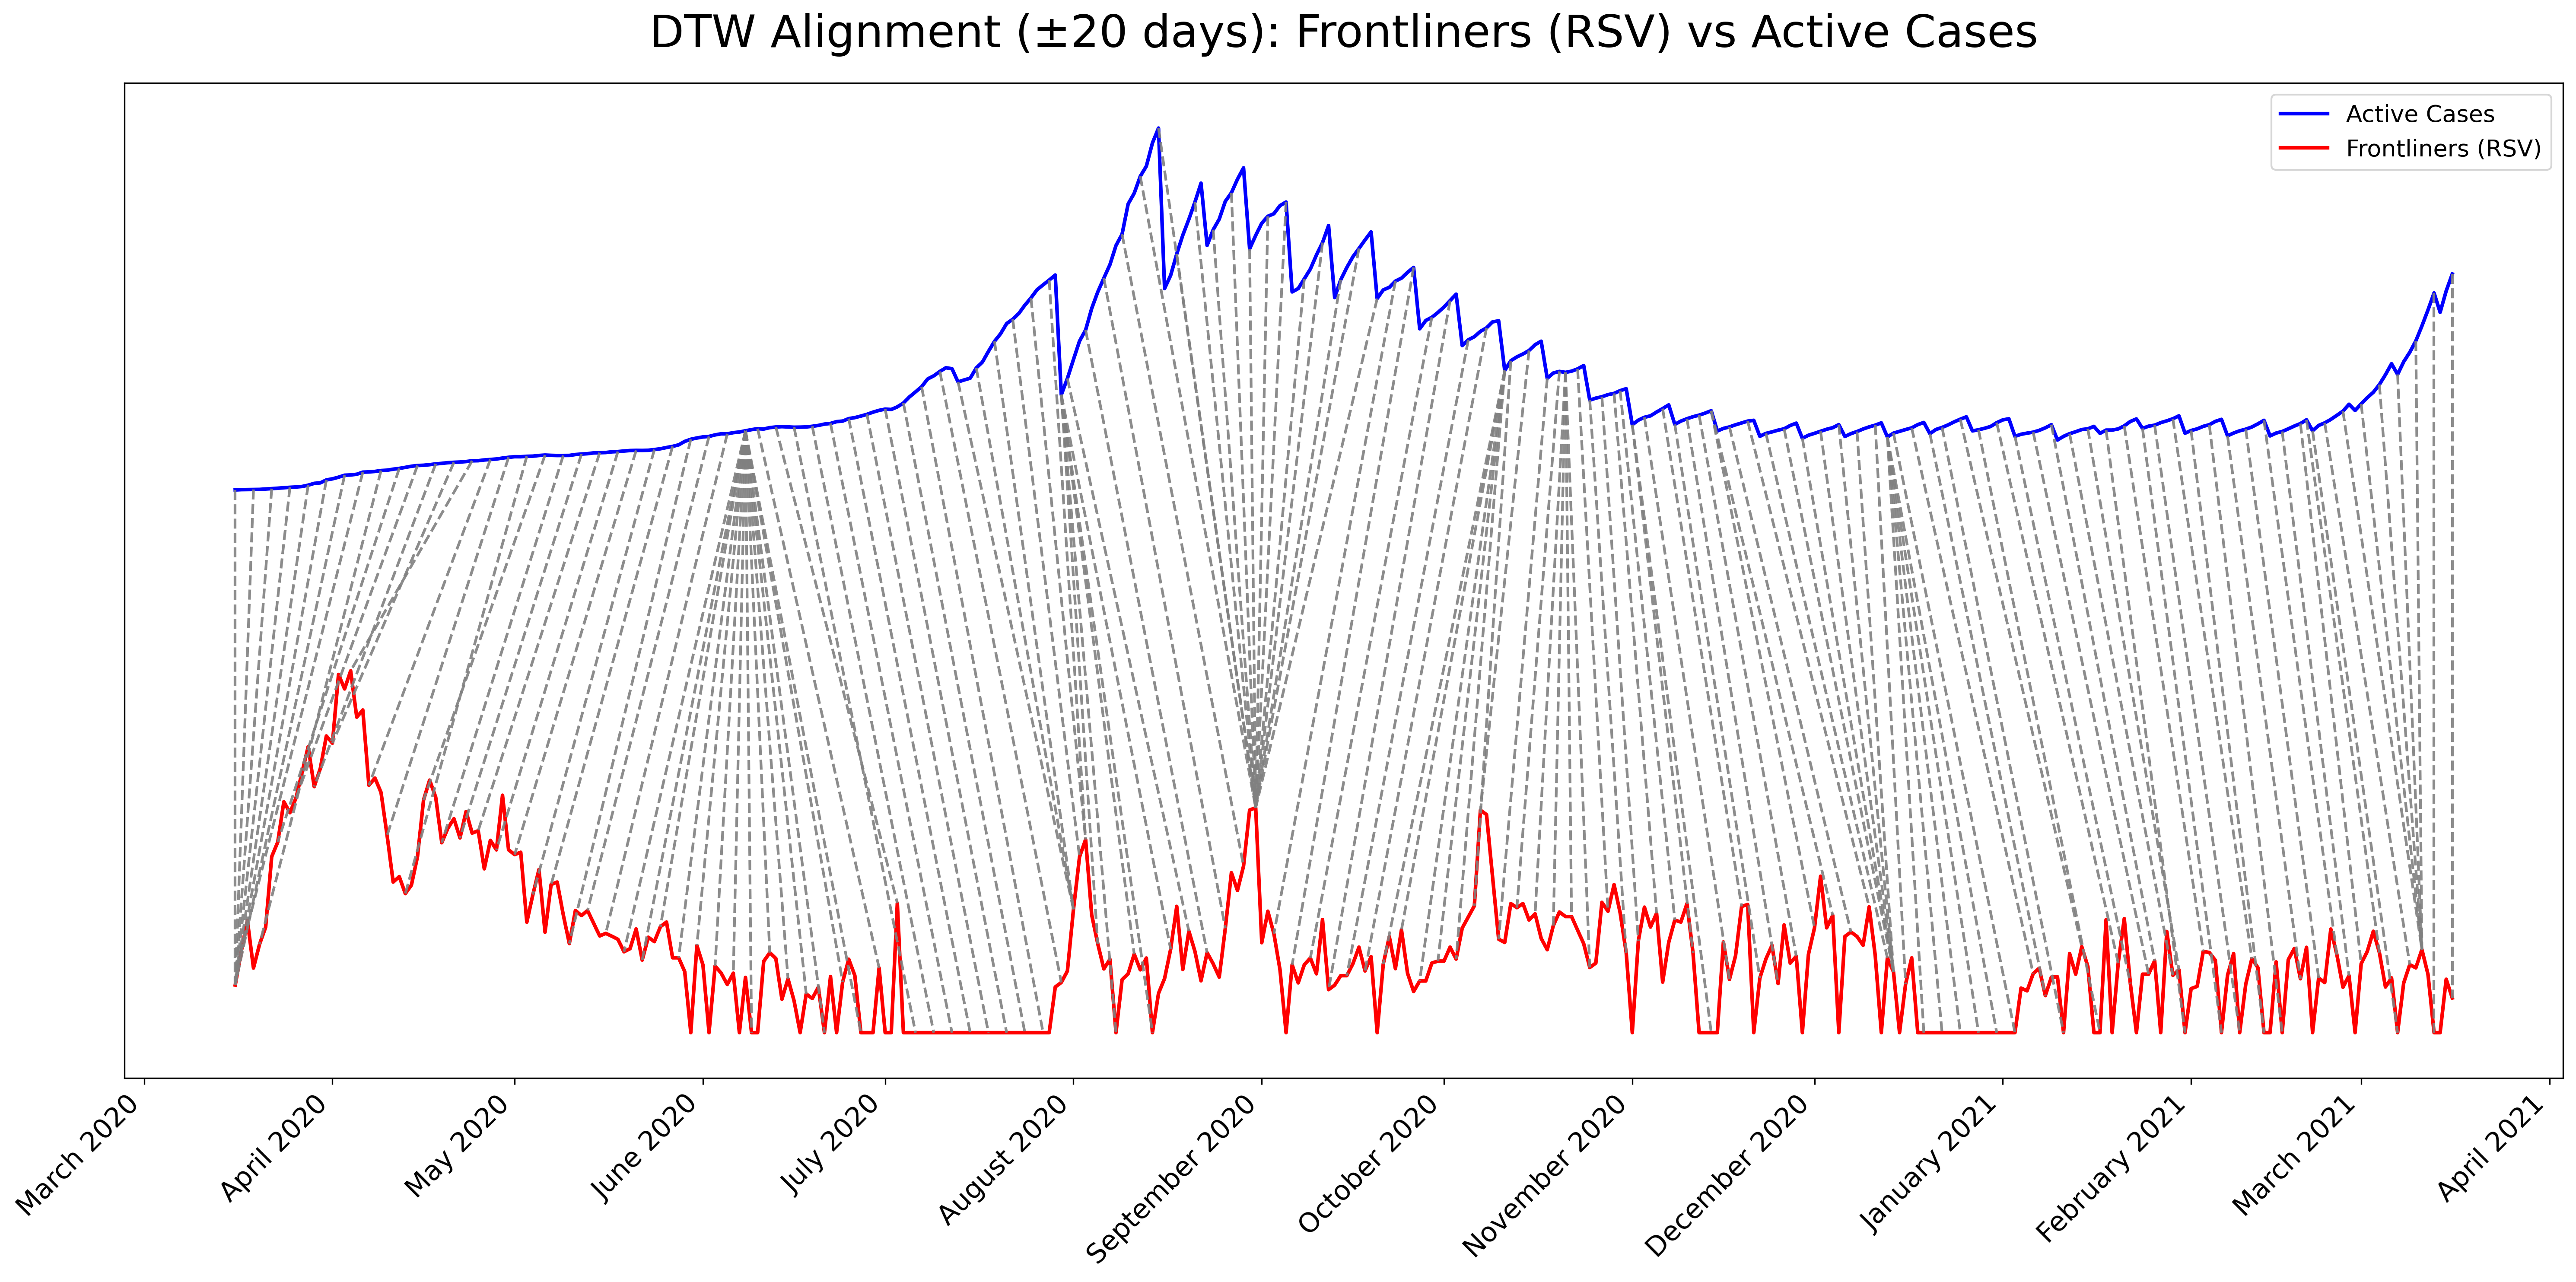 DTW Alignment (±20 days): Frontliners (RSV) vs Active Cases
Active Cases
Frontliners (RSV)
March 2020
April 2020
May 2020
June 2020
July 2020
August 2020
September 2020
October 2020
November 2020
December 2020
January 2021
February 2021
March 2021
April 2021